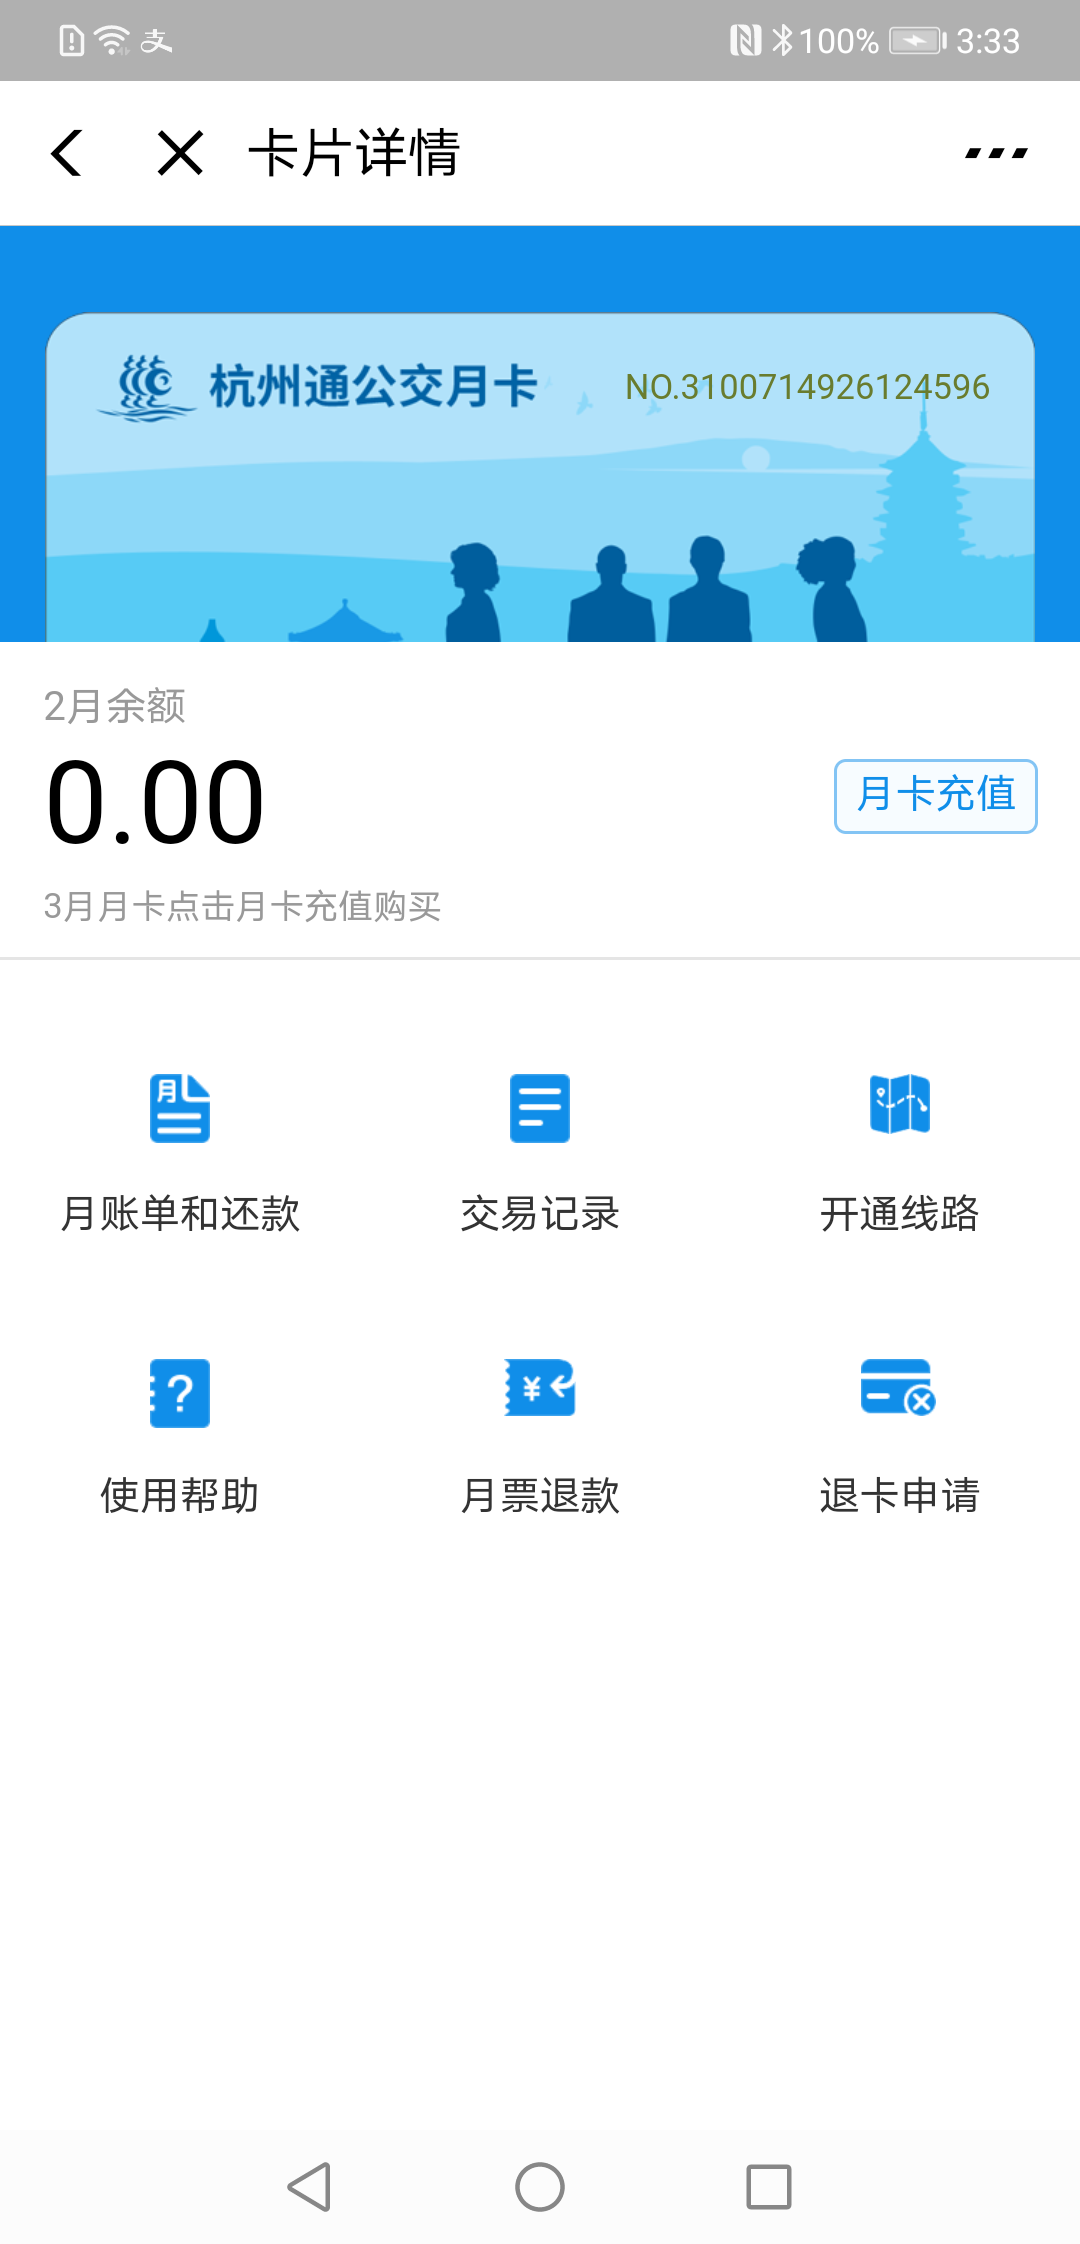 支 100% 3:33
卡片详情
杭州通公交月卡 NO.3100714926124596
2月余额
0.00
月卡充值
3月月卡点击月卡充值购买
月
月账单和还款 交易记录 开通线路
? ¥
使用帮助 月票退款 退卡申请